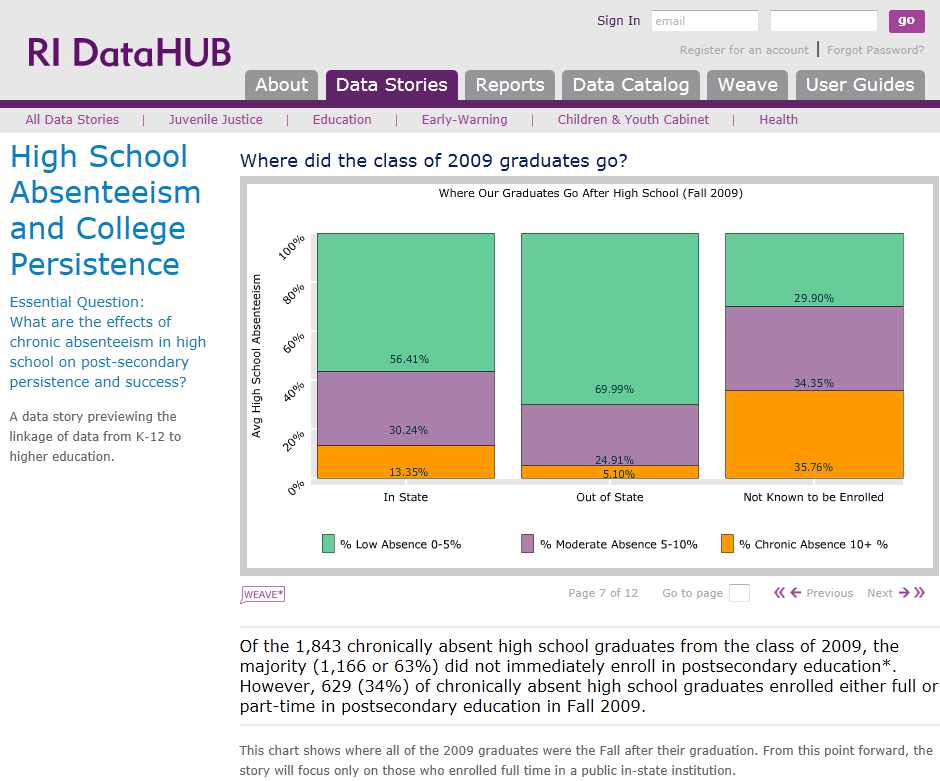 Sign In email go
Register for an account | Forgot Password?
RI DataHUB
About Data Stories Reports Data Catalog Weave User Guides
All Data Stories | Juvenile Justice | Education | Early-Warning | Children & Youth Cabinet | Health
High School
Absenteeism
and College
Persistence
Essential Question:
What are the effects of
chronic absenteeism in high
school on post-secondary
persistence and success?
A data story previewing the
linkage of data from K-12 to
higher education.
Where did the class of 2009 graduates go?
Where Our Graduates Go After High School (Fall 2009)
Avg High School Absenteeism
100%
80%
60%
40%
20%
0%
56.41%
30.24%
13.35%
69.99%
24.91%
5.10%
29.90%
34.35%
35.76%
In State Out of State Not Known to be Enrolled
% Low Absence 0-5% % Moderate Absence 5-10% % Chronic Absence 10+ %
WEAVE* Page 7 of 12 Go to page Previous Next
Of the 1,843 chronically absent high school graduates from the class of 2009, the
majority (1,166 or 63%) did not immediately enroll in postsecondary education*.
However, 629 (34%) of chronically absent high school graduates enrolled either full or
part-time in postsecondary education in Fall 2009.
This chart shows where all of the 2009 graduates were the Fall after their graduation. From this point forward, the
story will focus only on those who enrolled full time in a public in-state institution.